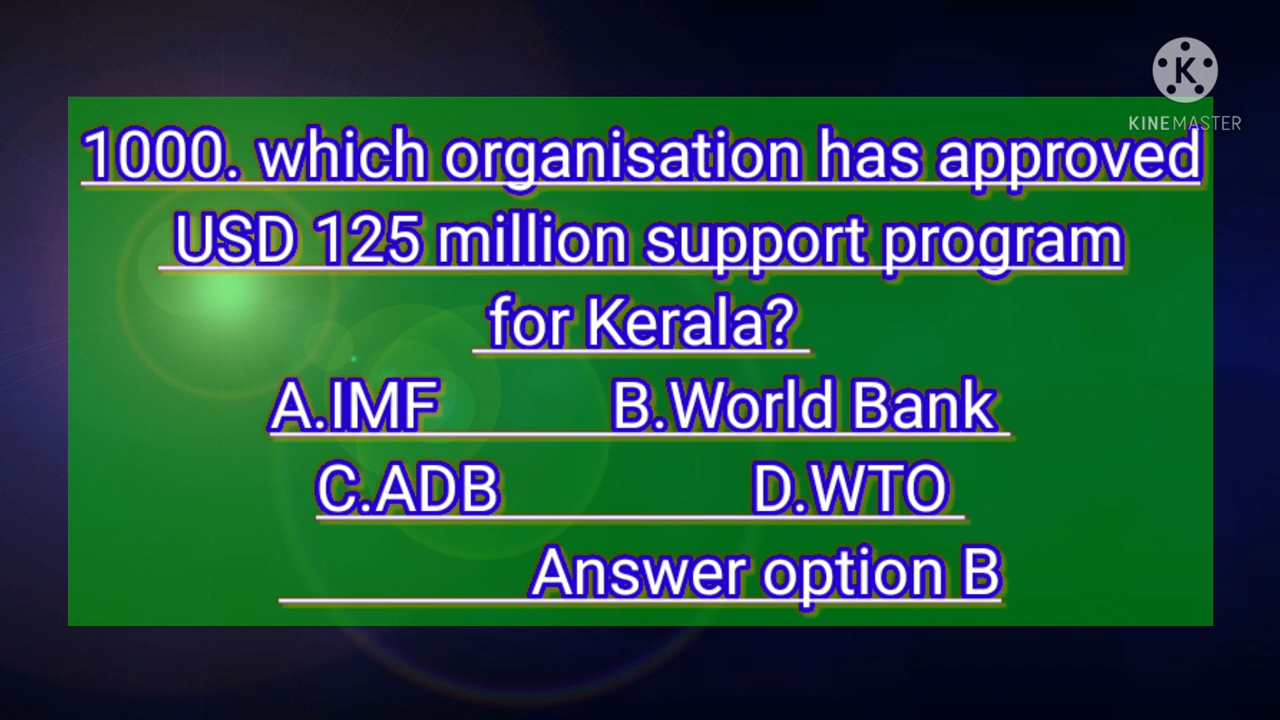 K
KINEMASTER
1000. which organisation has approved
USD 125 million support program
for Kerala?
A.IMF B.World Bank
C.ADB D.WTO
Answer option B